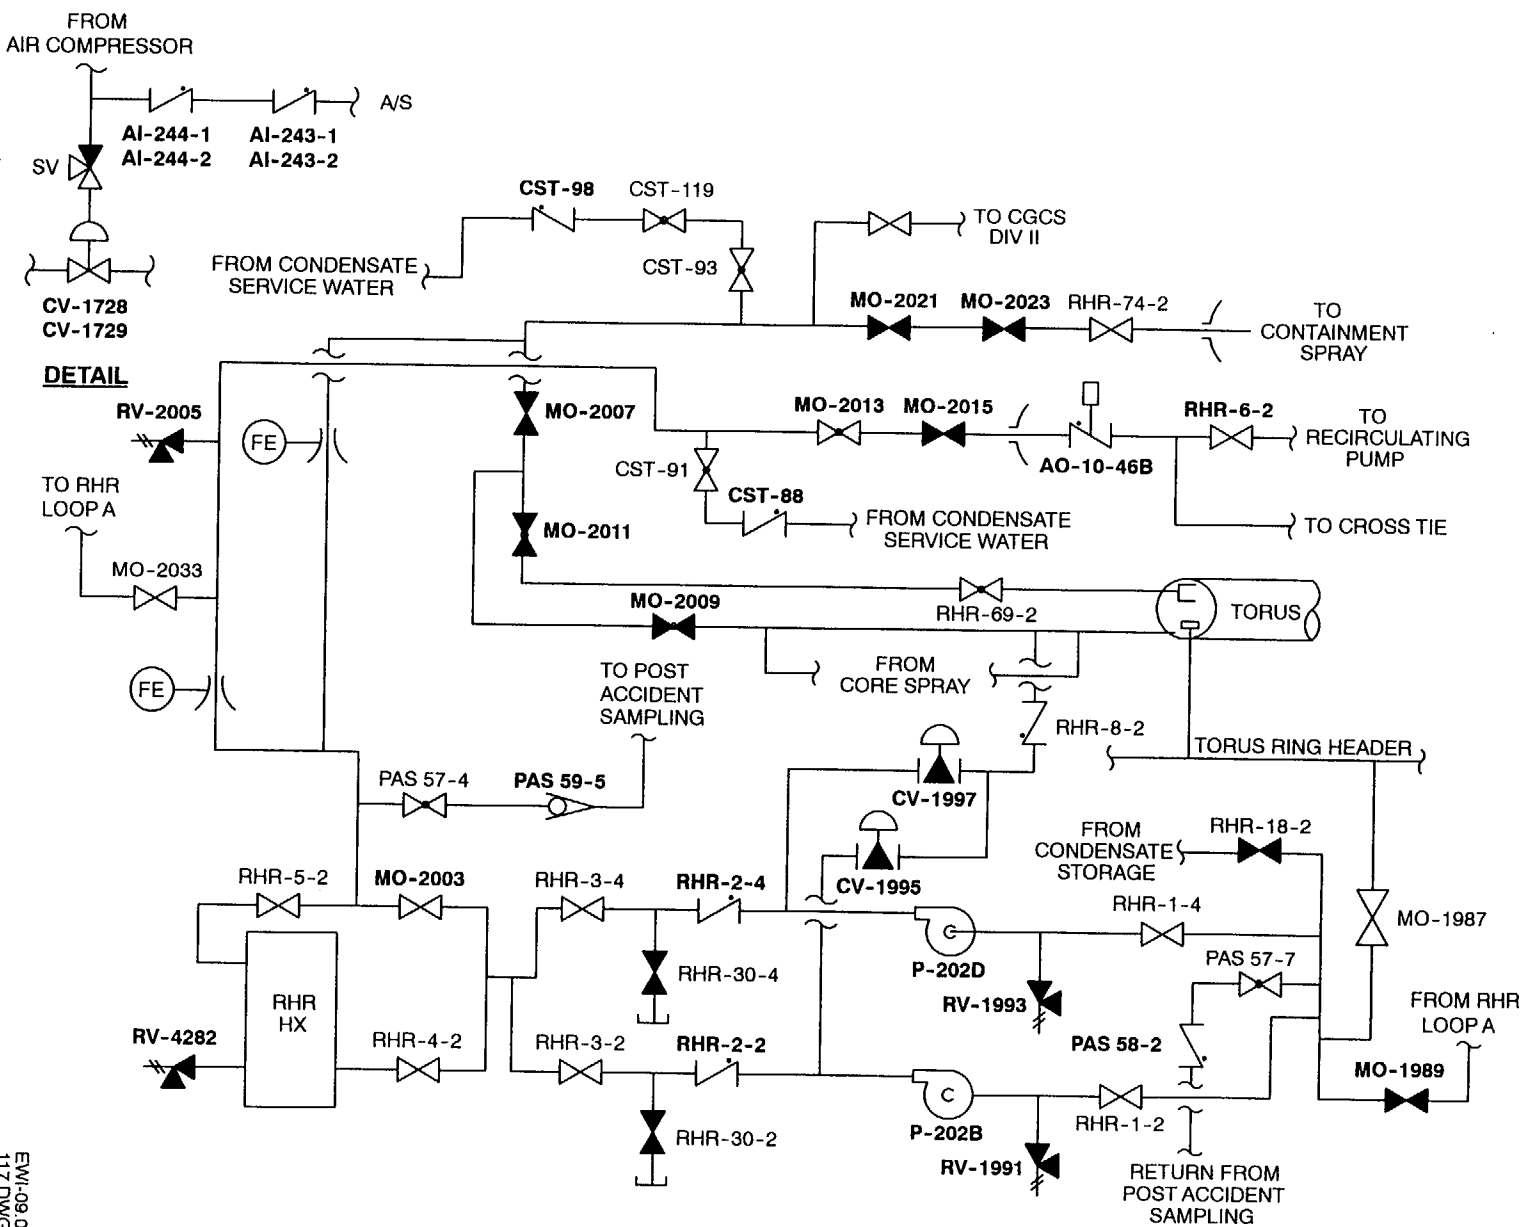 FROM
AIR COMPRESSOR
A/S
AI-244-1
AI-244-2
AI-243-1
AI-243-2
SV
CV-1728
CV-1729
DETAIL
CST-98
CST-119
FROM CONDENSATE
SERVICE WATER
CST-93
TO CGCS
DIV II
MO-2021
MO-2023
RHR-74-2
TO
CONTAINMENT
SPRAY
RV-2005
FE
MO-2007
MO-2013
MO-2015
AO-10-46B
RHR-6-2
TO
RECIRCULATING
PUMP
CST-91
CST-88
FROM CONDENSATE
SERVICE WATER
TO CROSS TIE
TO RHR
LOOP A
MO-2033
MO-2011
MO-2009
RHR-69-2
TORUS
FE
TO POST
ACCIDENT
SAMPLING
FROM
CORE SPRAY
RHR-8-2
TORUS RING HEADER
PAS 57-4
PAS 59-5
CV-1997
CV-1995
FROM
CONDENSATE
STORAGE
RHR-18-2
RHR-5-2
MO-2003
RHR-3-4
RHR-2-4
RHR-1-4
MO-1987
C
P-202D
RHR-30-4
RV-1993
PAS 57-7
RHR
HX
RV-4282
RHR-4-2
RHR-3-2
RHR-2-2
PAS 58-2
FROM RHR
LOOP A
MO-1989
C
P-202B
RHR-1-2
RHR-30-2
RV-1991
RETURN FROM
POST ACCIDENT
SAMPLING
EWI-09.0
117.DWG